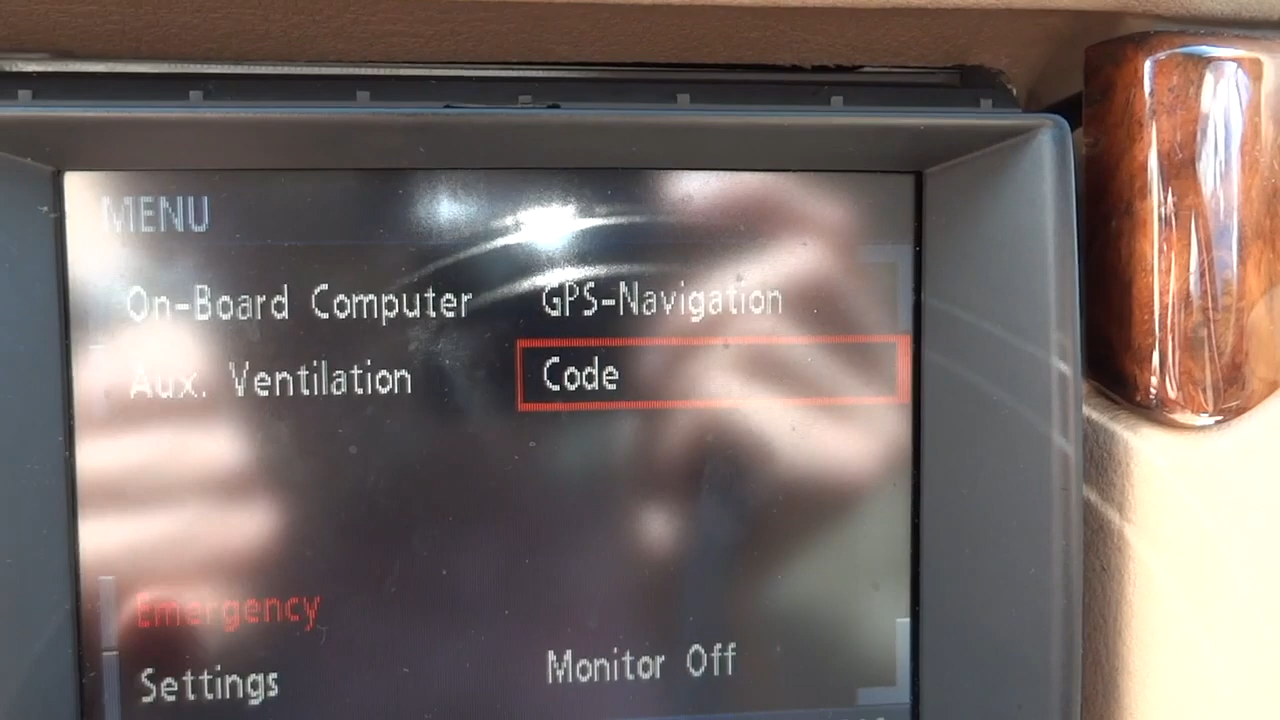 MENU
On-Board Computer GPS-Navigation
Aux. Ventilation Code
Emergency
Settings Monitor Off